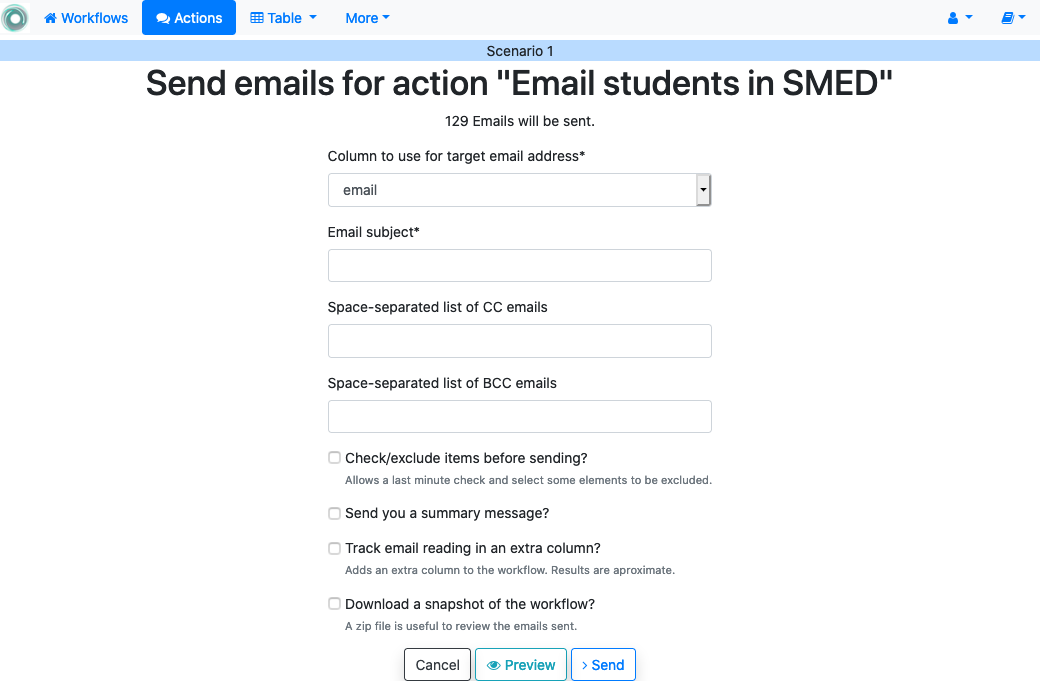 Workflows Actions Table More
Scenario 1
Send emails for action "Email students in SMED"
129 Emails will be sent.
Column to use for target email address*
email
Email subject*
Space-separated list of CC emails
Space-separated list of BCC emails
Check/exclude items before sending?
Allows a last minute check and select some elements to be excluded.
Send you a summary message?
Track email reading in an extra column?
Adds an extra column to the workflow. Results are aproximate.
Download a snapshot of the workflow?
A zip file is useful to review the emails sent.
Cancel Preview Send